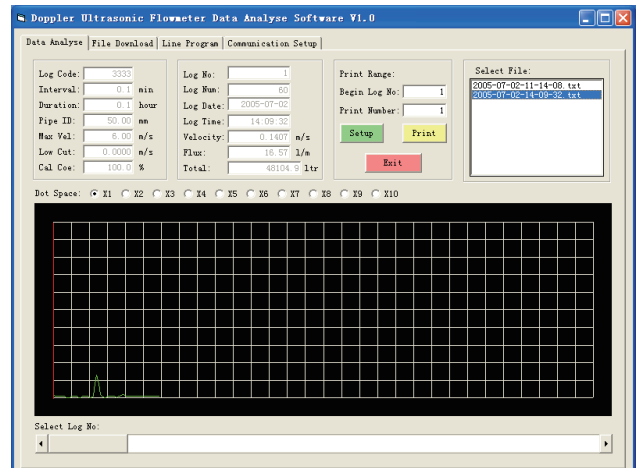 Doppler Ultrasonic Flowmeter Data Analyse Software V1.0
Data Analyse File Download Line Program Communication Setup
Log Code: 3333
Interval: 0.1 min
Duration: 0.1 hour
Pipe ID: 50.00 mm
Max Vel: 6.00 m/s
Low Cut: 0.0000 m/s
Cal Coe: 100.0 %
Log No: 1
Log Num: 60
Log Date: 2005-07-02
Log Time: 14:09:32
Velocity: 0.1407 m/s
Flux: 16.57 l/m
Total: 48104.9 ltr
Print Range:
Begin Log No: 1
Print Number: 1
Setup Print
Exit
Select File:
2005-07-02-11-14-08.txt
2005-07-02-14-09-32.txt
Dot Space: X1 X2 X3 X4 X5 X6 X7 X8 X9 X10
Select Log No: